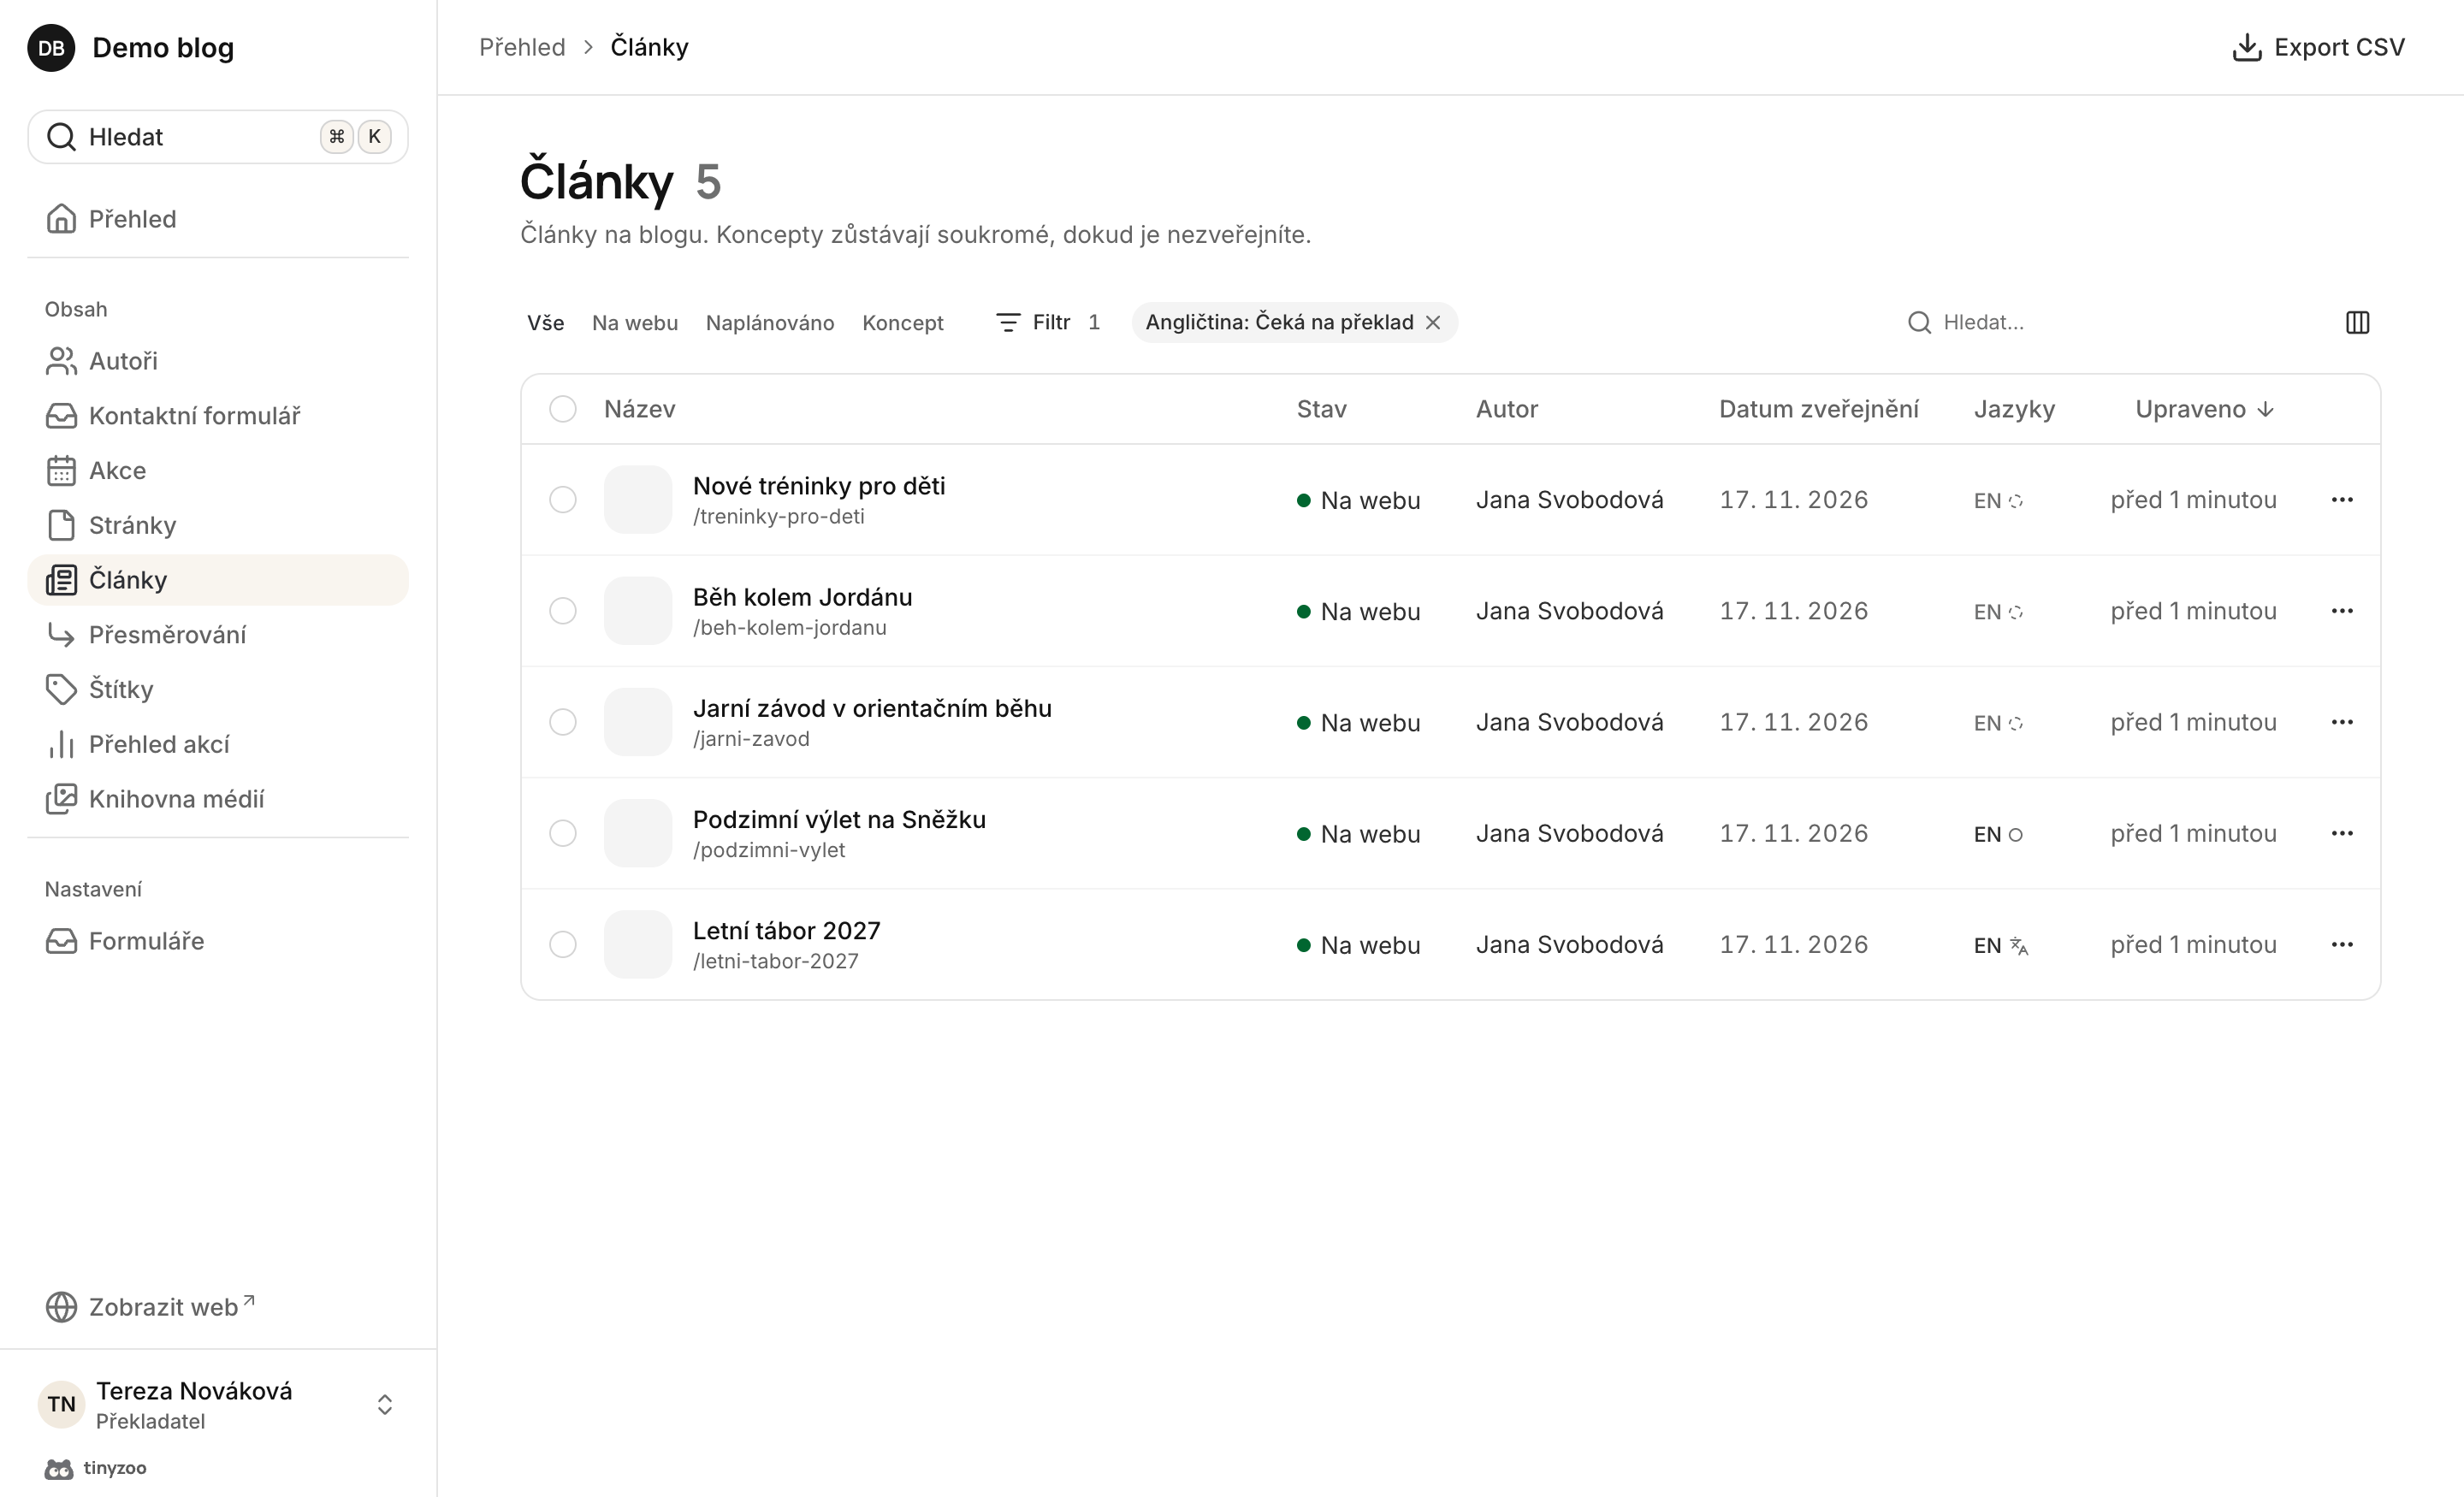 DB Demo blog
Hledat ⌘ K
Přehled
Obsah
Autoři
Kontaktní formulář
Akce
Stránky
Články
Přesměrování
Štítky
Přehled akcí
Knihovna médií
Nastavení
Formuláře
Zobrazit web
TN Tereza Nováková
Překladatel
tinyzoo
Přehled Články
Export CSV
Články 5
Články na blogu. Koncepty zůstávají soukromé, dokud je nezveřejníte.
Vše Na webu Naplánováno Koncept Filtr 1 Angličtina: Čeká na překlad Hledat...
Název Stav Autor Datum zveřejnění Jazyky Upraveno
Nové tréninky pro děti
/treninky-pro-deti
Na webu Jana Svobodová 17. 11. 2026 EN před 1 minutou
Běh kolem Jordánu
/beh-kolem-jordanu
Na webu Jana Svobodová 17. 11. 2026 EN před 1 minutou
Jarní závod v orientačním běhu
/jarni-zavod
Na webu Jana Svobodová 17. 11. 2026 EN před 1 minutou
Podzimní výlet na Sněžku
/podzimni-vylet
Na webu Jana Svobodová 17. 11. 2026 EN před 1 minutou
Letní tábor 2027
/letni-tabor-2027
Na webu Jana Svobodová 17. 11. 2026 EN před 1 minutou